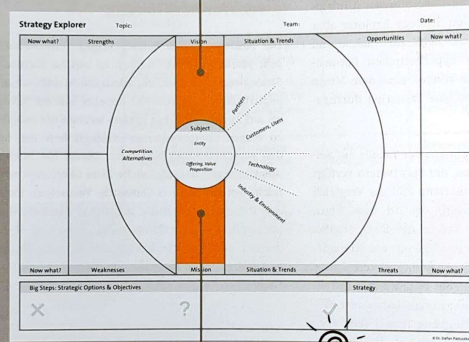 Strategy Explorer
Topic:
Team:
Date:
Now what?
Strengths
Vision
Situation & Trends
Opportunities
Now what?
Partners
Customers, Users
Subject
Entity
Competition
Alternatives
Offering, Value
Proposition
Technology
Industry & Environment
Now what?
Weaknesses
Mission
Situation & Trends
Threats
Now what?
Big Steps: Strategic Options & Objectives
Strategy
?